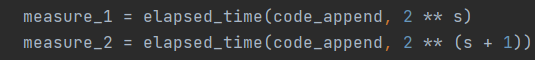 measure_1 = elapsed_time(code_append, 2 ** s)
measure_2 = elapsed_time(code_append, 2 ** (s + 1))